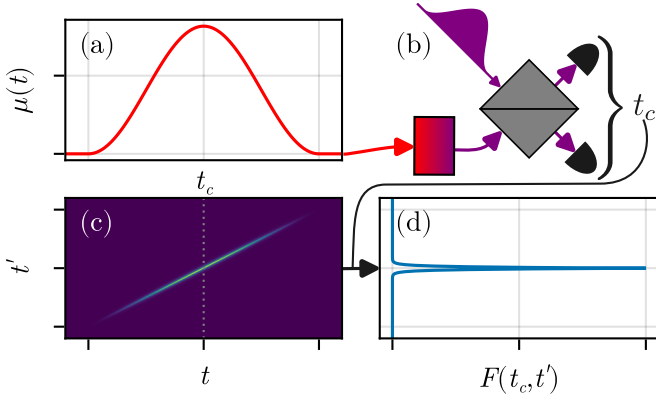 (a)
μ(t)
t_c
(b)
t_c
(c)
t′
t
(d)
F(t_c,t′)